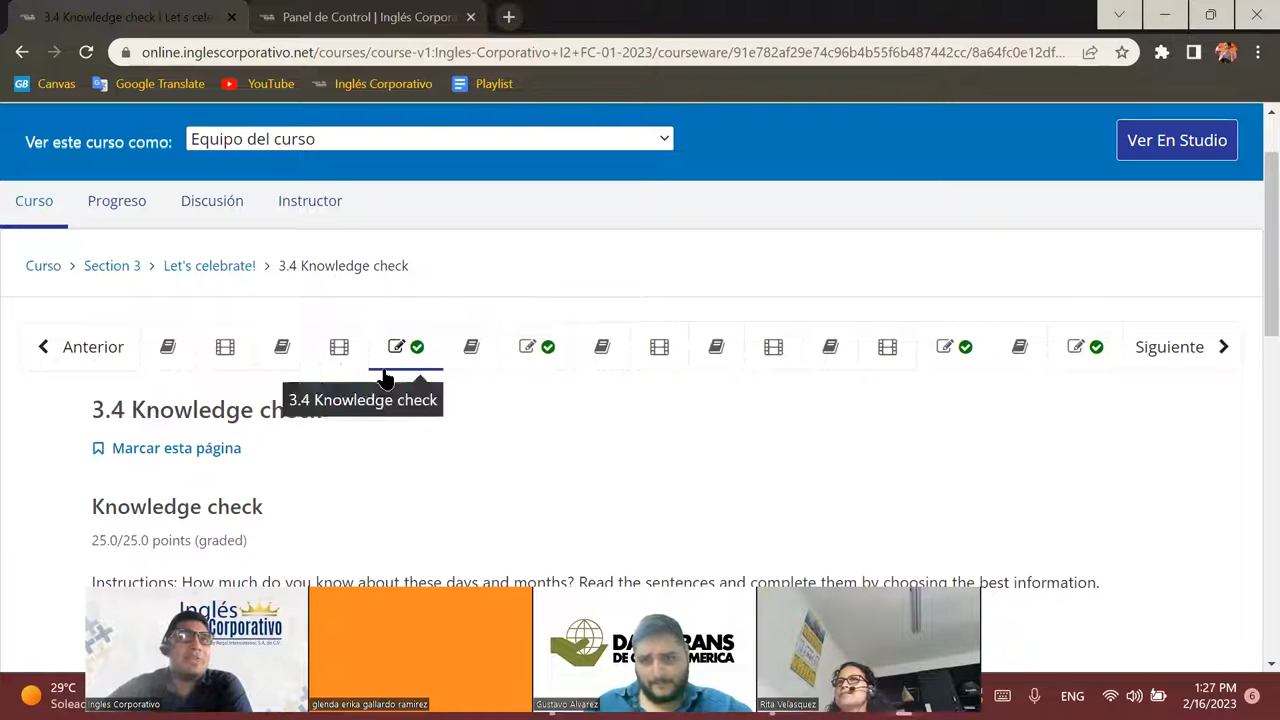 3.4 Knowledge check | Let's cele
Panel de Control | Inglés Corpora
online.inglescorporativo.net/courses/course-v1:Ingles-Corporativo+I2+FC-01-2023/courseware/91e782af29e74c96b4b55f6b487442cc/8a64fc0e12df...
Canvas
Google Translate
YouTube
Inglés Corporativo
Playlist
Ver este curso como:
Equipo del curso
Ver En Studio
Curso
Progreso
Discusión
Instructor
Curso > Section 3 > Let's celebrate! > 3.4 Knowledge check
Anterior
Siguiente
3.4 Knowledge check
3.4 Knowledge ch
Marcar esta página
Knowledge check
25.0/25.0 points (graded)
Instructions: How much do you know about these days and months? Read the sentences and complete them by choosing the best information.
Inglés
Corporativo
Ingles Corporativo
glenda erika gallardo ramirez
DE C
MERICA
Gustavo Alvarez
Rita Velasquez
29°C
Soleac
ENG
1:27 PM
2/16/2023
6